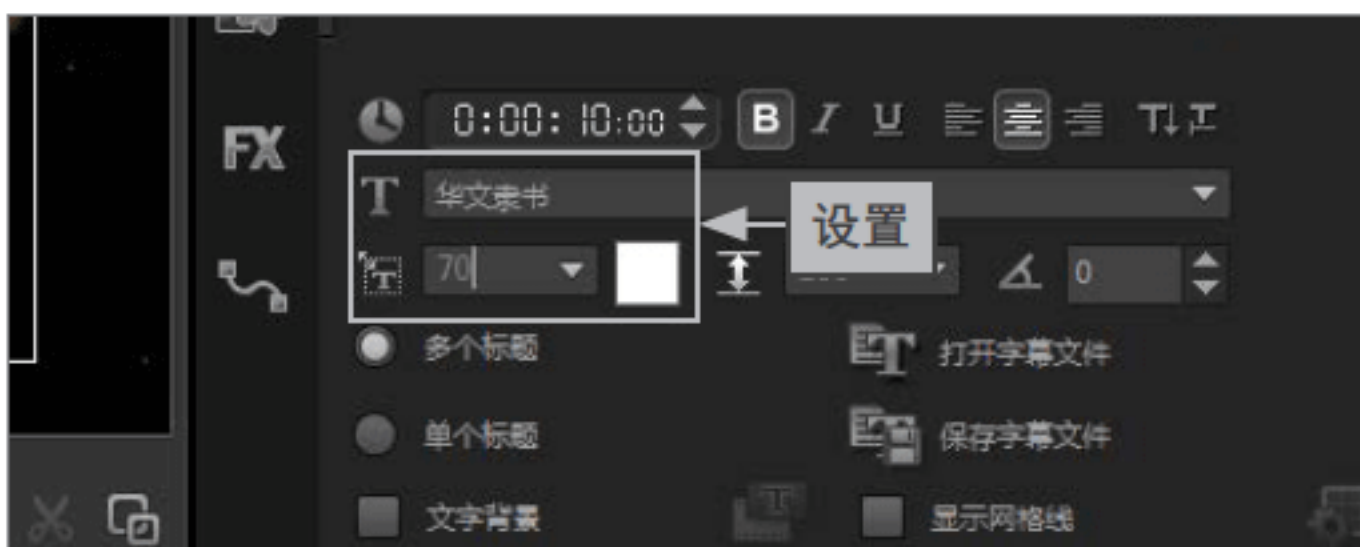 0:00:10:00 B I U
FX
T 华文隶书
设置
70 0
多个标题 打开字幕文件
单个标题 保存字幕文件
文字背景 显示网格线